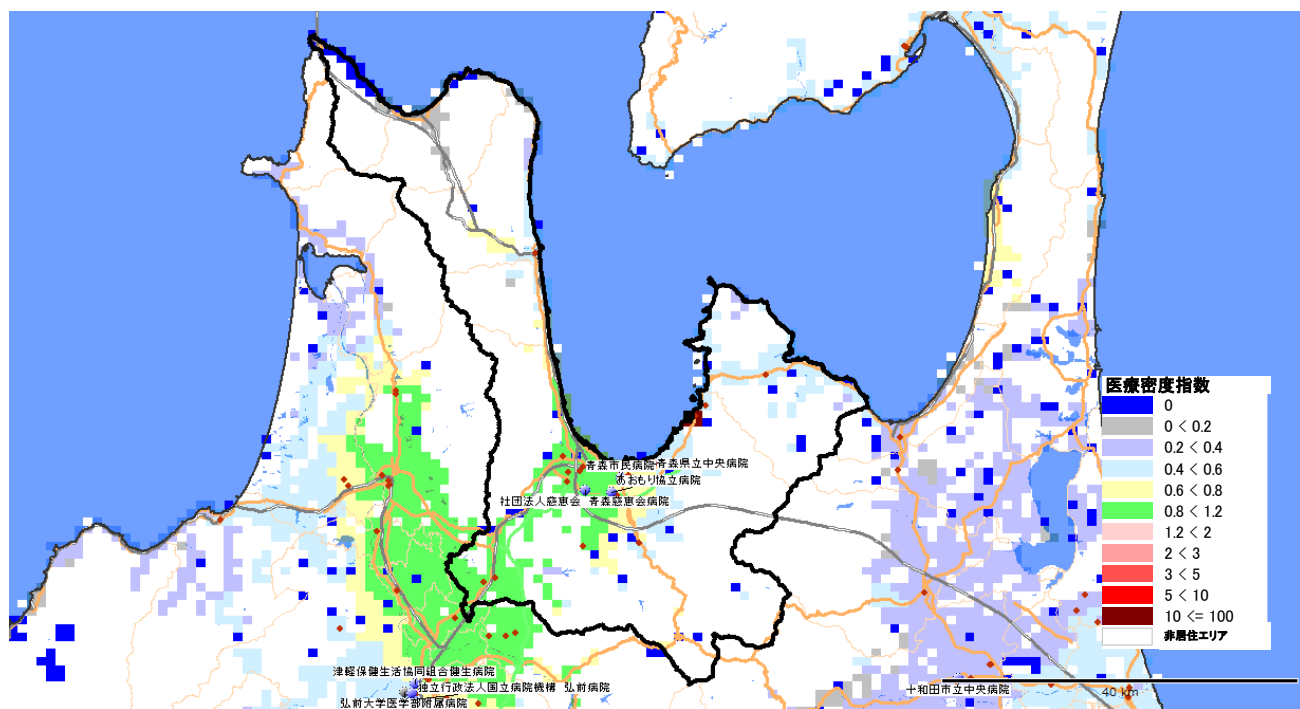 医療密度指数
0
0 < 0.2
0.2 < 0.4
0.4 < 0.6
0.6 < 0.8
0.8 < 1.2
1.2 < 2
2 < 3
3 < 5
5 < 10
10 <= 100
非居住エリア
青森市民病院 青森県立中央病院
あおもり協立病院
社団法人慈恵会 青森慈恵会病院
津軽保健生活協同組合健生病院
独立行政法人国立病院機構 弘前病院
弘前大学医学部附属病院
十和田市立中央病院
40 km